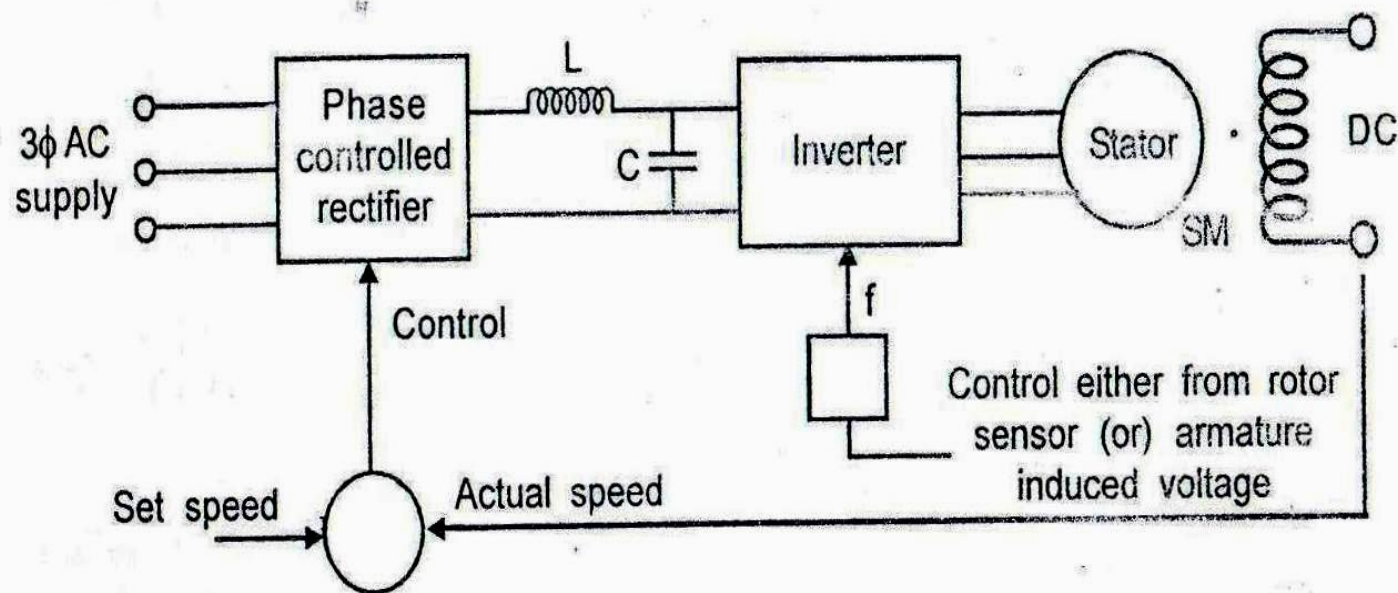 3ϕ AC
supply
Phase
controlled
rectifier
L
C
Inverter
Stator
SM
DC
Control
f
Control either from rotor
sensor (or) armature
induced voltage
Set speed
Actual speed